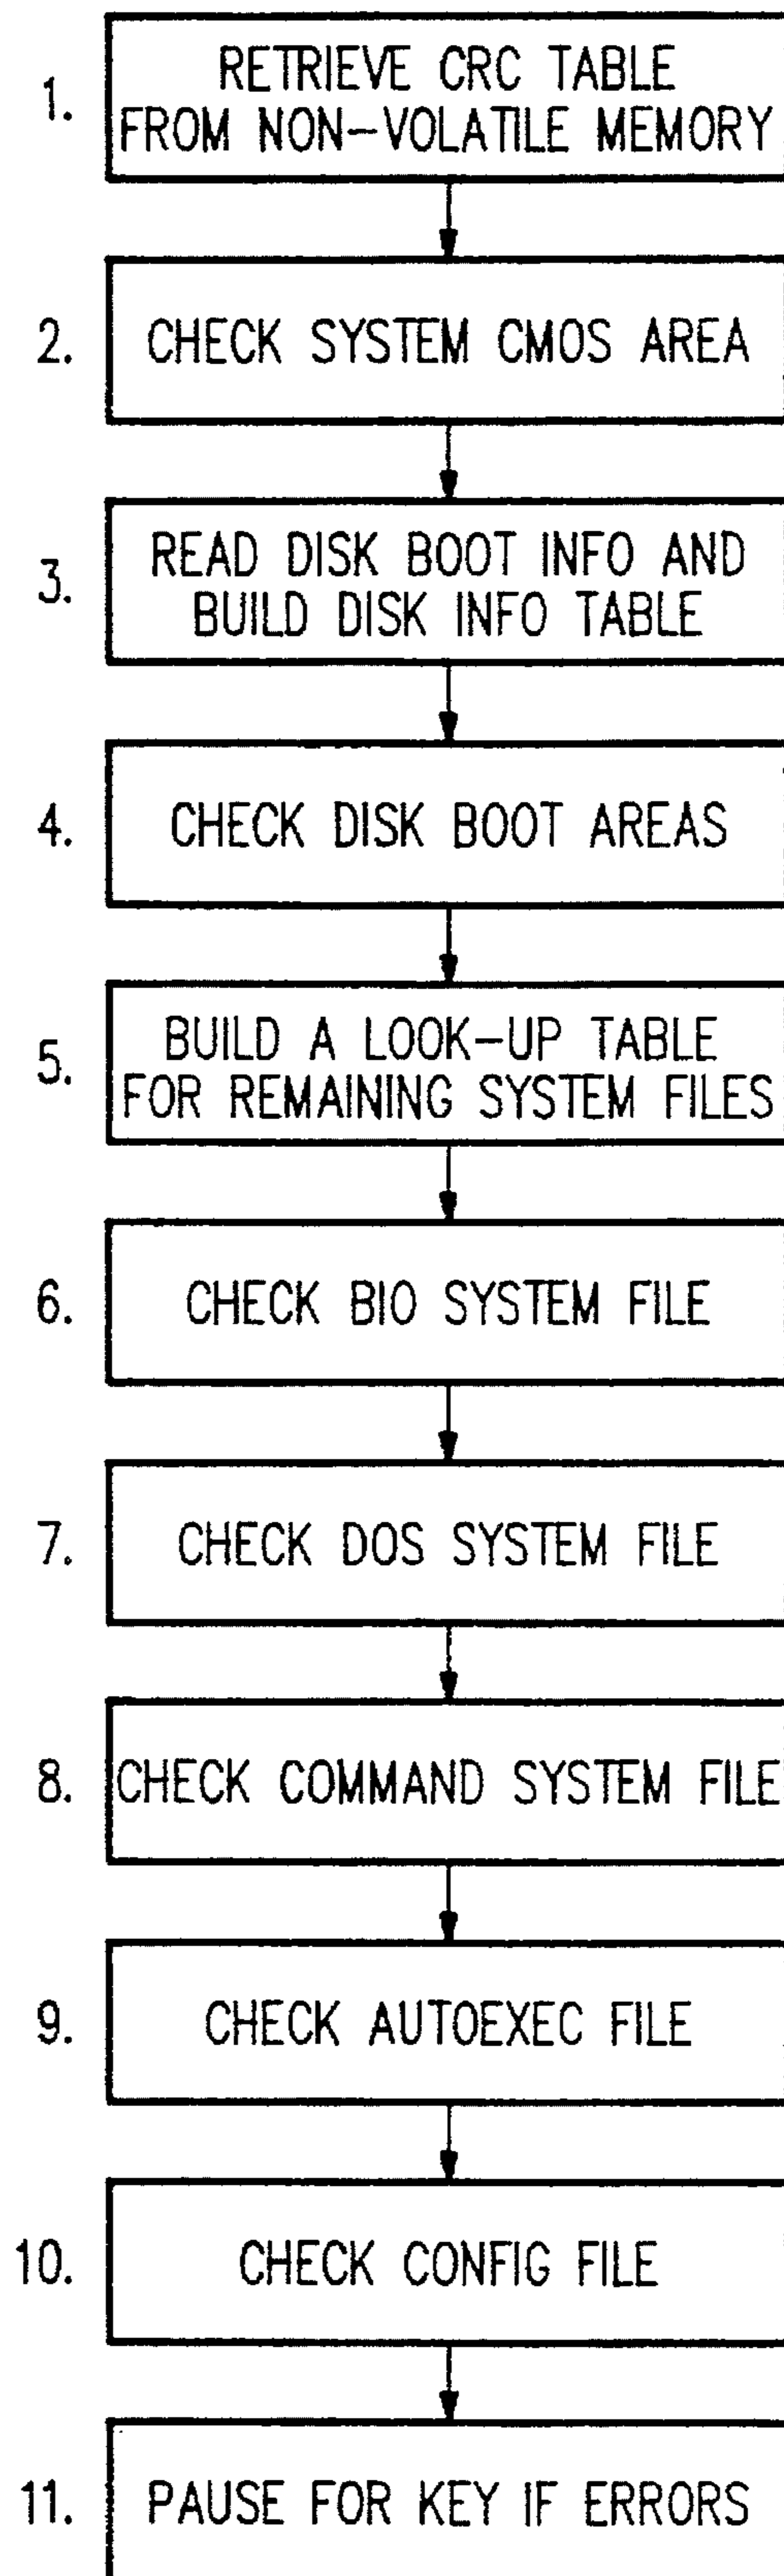 1. RETRIEVE CRC TABLE
FROM NON-VOLATILE MEMORY
2. CHECK SYSTEM CMOS AREA
3. READ DISK BOOT INFO AND
BUILD DISK INFO TABLE
4. CHECK DISK BOOT AREAS
5. BUILD A LOOK-UP TABLE
FOR REMAINING SYSTEM FILES
6. CHECK BIO SYSTEM FILE
7. CHECK DOS SYSTEM FILE
8. CHECK COMMAND SYSTEM FILE
9. CHECK AUTOEXEC FILE
10. CHECK CONFIG FILE
11. PAUSE FOR KEY IF ERRORS